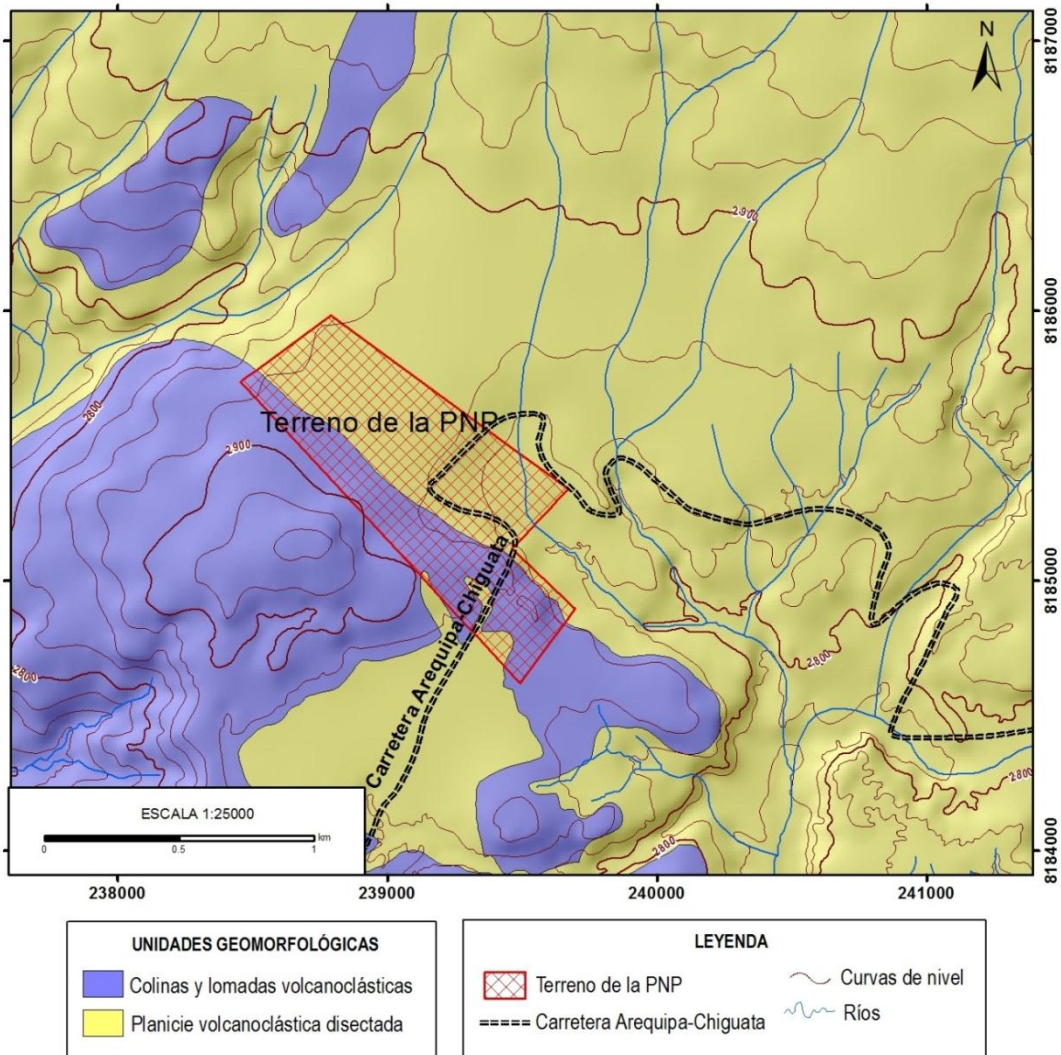 N
8187000
8186000
8185000
8184000
2900
2800
2900
Terreno de la PNP
Carretera Arequipa-Chiguata
2800
2800
2800
2800
ESCALA 1:25000
0 0.5 1 km
238000 239000 240000 241000
UNIDADES GEOMORFOLÓGICAS
Colinas y lomadas volcanoclásticas
Planicie volcanoclástica disectada
LEYENDA
Terreno de la PNP
Carretera Arequipa-Chiguata
Curvas de nivel
Ríos